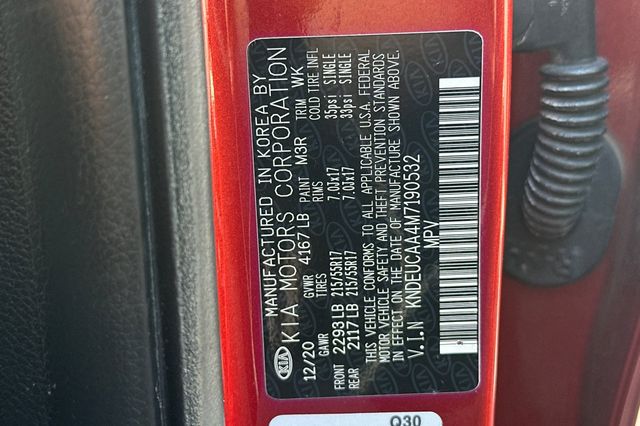 KIA
MANUFACTURED IN KOREA BY
KIA MOTORS CORPORATION
12/20 GVWR 4167 LB PAINT M3R TRIM WK
GAWR TIRES RIMS COLD TIRE INFL
FRONT 2293 LB 215/55R17 7.0JX17 35psi SINGLE
REAR 2117 LB 215/55R17 7.0JX17 33psi SINGLE
THIS VEHICLE CONFORMS TO ALL APPLICABLE U.S.A. FEDERAL
MOTOR VEHICLE SAFETY AND THEFT PREVENTION STANDARDS
IN EFFECT ON THE DATE OF MANUFACTURE SHOWN ABOVE.
V.I.N KNDEUCAA4M7190532
MPV
Q30